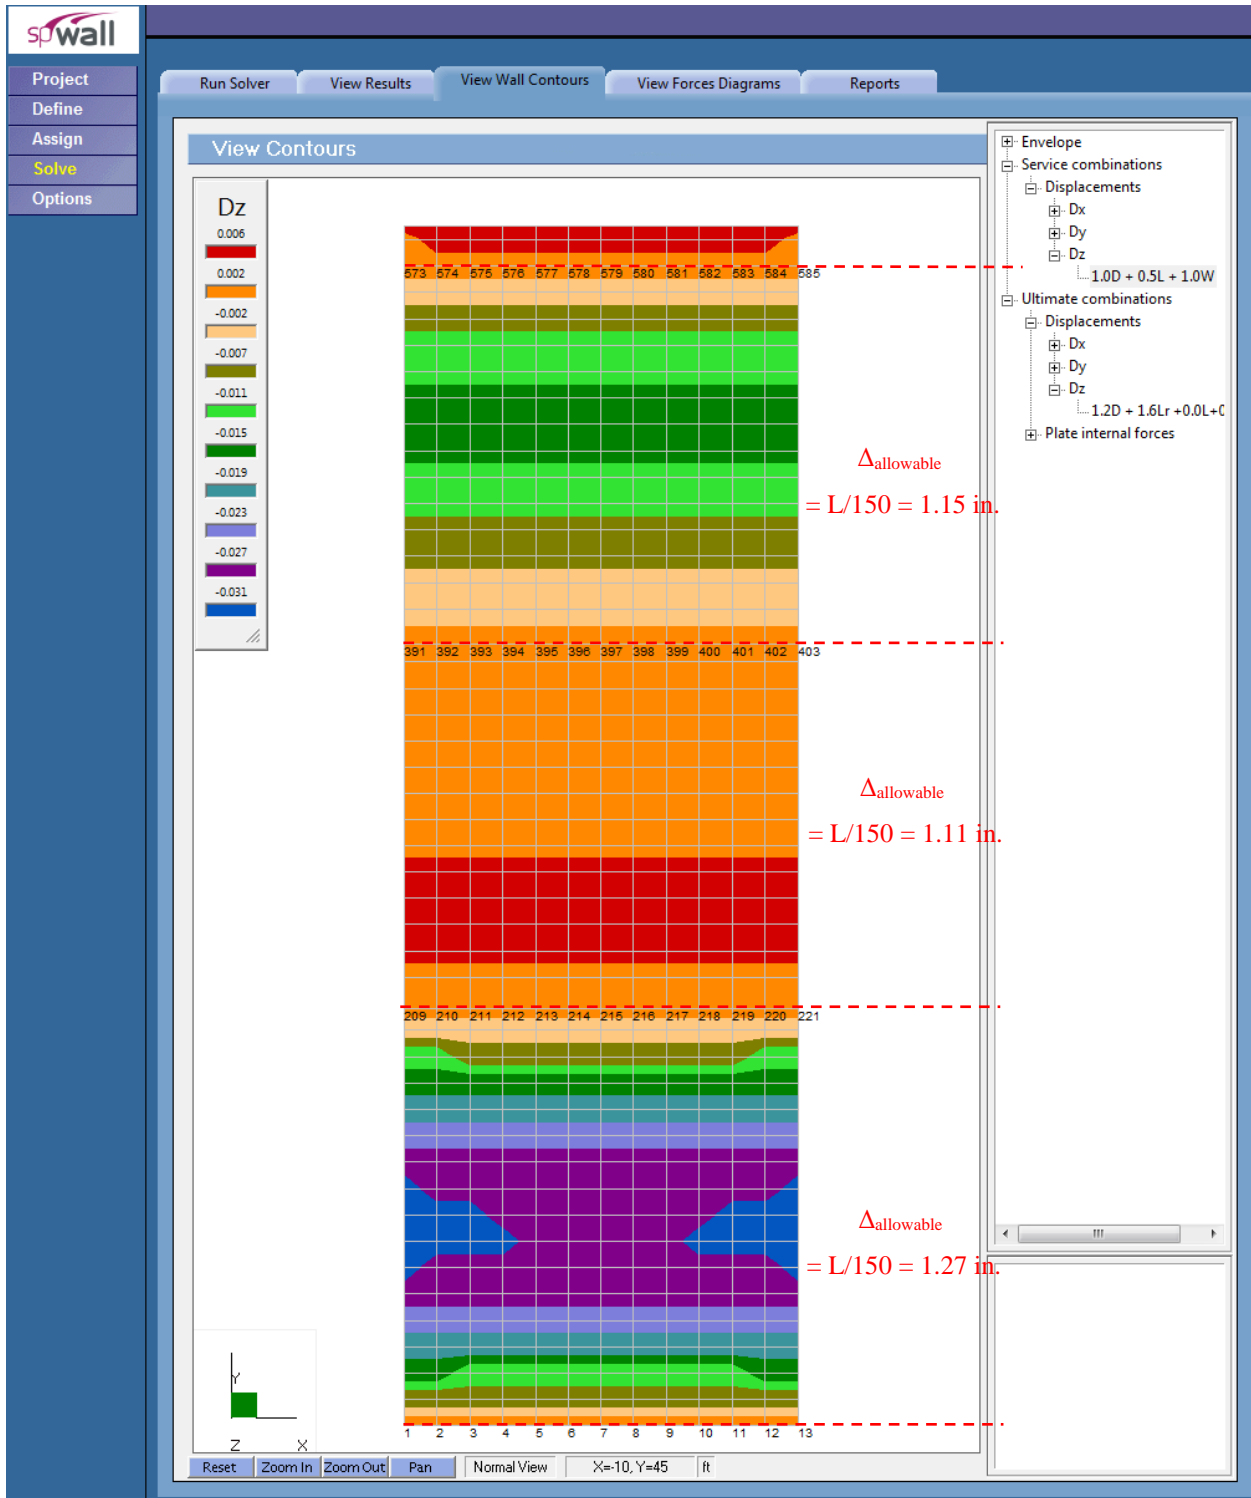 spwall
Project
Define
Assign
Solve
Options
Run Solver
View Results
View Wall Contours
View Forces Diagrams
Reports
View Contours
Dz
0.006
0.002
-0.002
-0.007
-0.011
-0.015
-0.019
-0.023
-0.027
-0.031
573 574 575 576 577 578 579 580 581 582 583 584 585
Δallowable
= L/150 = 1.15 in.
391 392 393 394 395 396 397 398 399 400 401 402 403
Δallowable
= L/150 = 1.11 in.
209 210 211 212 213 214 215 216 217 218 219 220 221
Δallowable
= L/150 = 1.27 in.
1 2 3 4 5 6 7 8 9 10 11 12 13
Y
Z X
Envelope
Service combinations
Displacements
Dx
Dy
Dz
1.0D + 0.5L + 1.0W
Ultimate combinations
Displacements
Dx
Dy
Dz
1.2D + 1.6Lr +0.0L+0
Plate internal forces
Reset
Zoom In
Zoom Out
Pan
Normal View
X=-10, Y=45
ft